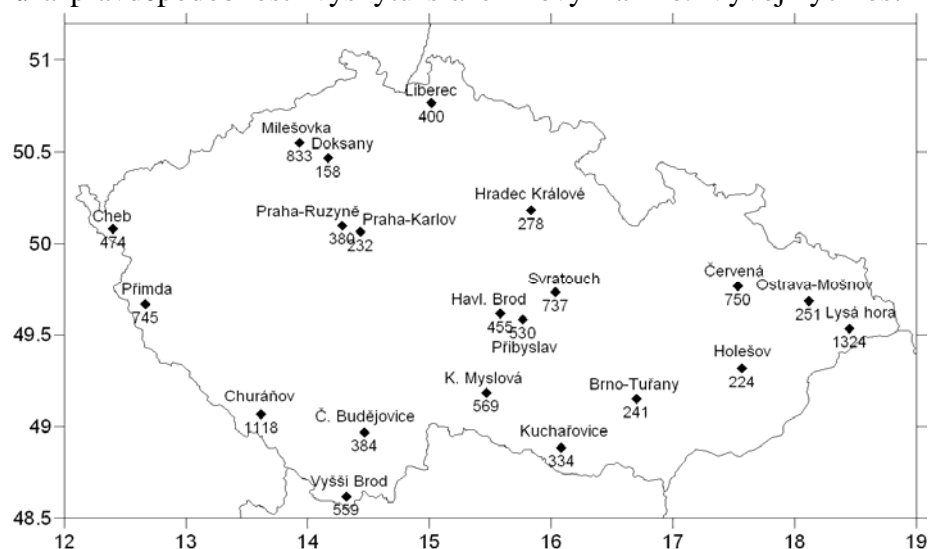 51
50.5
50
49.5
49
48.5
12
13
14
15
16
17
18
19
Liberec
400
Milešovka
833
Doksany
158
Hradec Králové
278
Praha-Ruzyně
380
Praha-Karlov
232
Cheb
474
Přimda
745
Svratouch
737
Havl. Brod
455
530
Přibyslav
Červená
750
Ostrava-Mošnov
251
Lysá hora
1324
Holešov
224
K. Myslová
569
Brno-Tuřany
241
Churáňov
1118
Č. Budějovice
384
Kuchařovice
334
Vyšši Brod
559